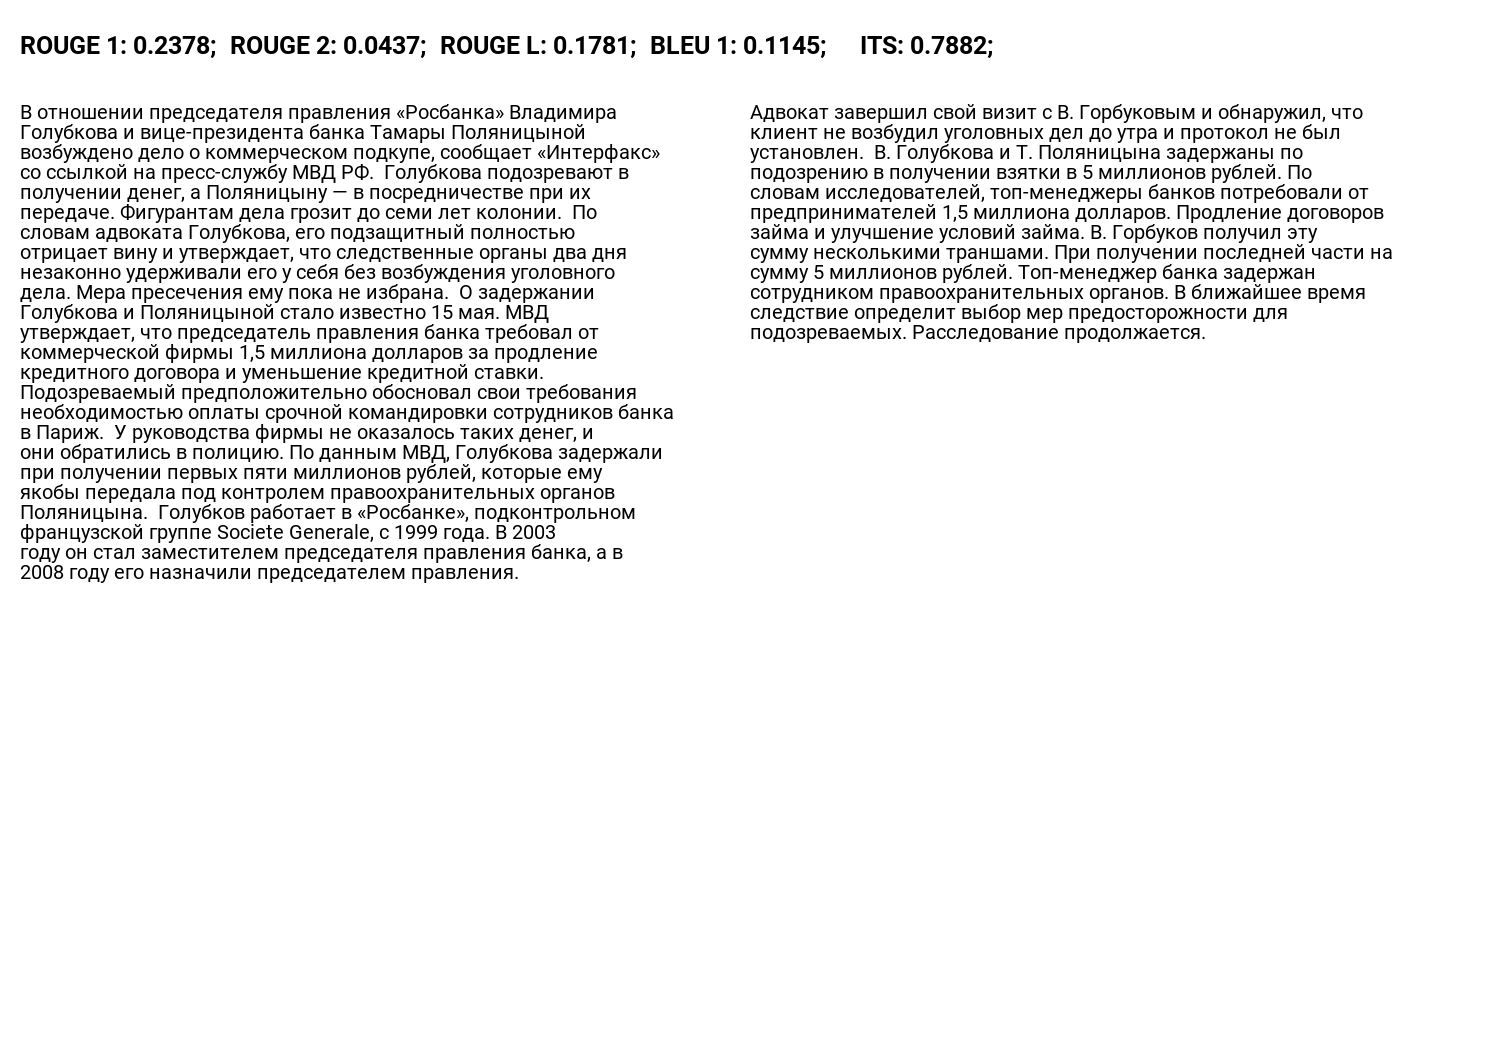 ROUGE 1: 0.2378;  ROUGE 2: 0.0437;  ROUGE L: 0.1781;  BLEU 1: 0.1145;  ITS: 0.7882;
В отношении председателя правления «Росбанка» Владимира
Голубкова и вице-президента банка Тамары Поляницыной
возбуждено дело о коммерческом подкупе, сообщает «Интерфакс»
со ссылкой на пресс-службу МВД РФ.  Голубкова подозревают в
получении денег, а Поляницыну — в посредничестве при их
передаче. Фигурантам дела грозит до семи лет колонии.  По
словам адвоката Голубкова, его подзащитный полностью
отрицает вину и утверждает, что следственные органы два дня
незаконно удерживали его у себя без возбуждения уголовного
дела. Мера пресечения ему пока не избрана.  О задержании
Голубкова и Поляницыной стало известно 15 мая. МВД
утверждает, что председатель правления банка требовал от
коммерческой фирмы 1,5 миллиона долларов за продление
кредитного договора и уменьшение кредитной ставки.
Подозреваемый предположительно обосновал свои требования
необходимостью оплаты срочной командировки сотрудников банка
в Париж.  У руководства фирмы не оказалось таких денег, и
они обратились в полицию. По данным МВД, Голубкова задержали
при получении первых пяти миллионов рублей, которые ему
якобы передала под контролем правоохранительных органов
Поляницына.  Голубков работает в «Росбанке», подконтрольном
французской группе Societe Generale, с 1999 года. В 2003
году он стал заместителем председателя правления банка, а в
2008 году его назначили председателем правления.
Адвокат завершил свой визит с В. Горбуковым и обнаружил, что
клиент не возбудил уголовных дел до утра и протокол не был
установлен.  В. Голубкова и Т. Поляницына задержаны по
подозрению в получении взятки в 5 миллионов рублей. По
словам исследователей, топ-менеджеры банков потребовали от
предпринимателей 1,5 миллиона долларов. Продление договоров
займа и улучшение условий займа. В. Горбуков получил эту
сумму несколькими траншами. При получении последней части на
сумму 5 миллионов рублей. Топ-менеджер банка задержан
сотрудником правоохранительных органов. В ближайшее время
следствие определит выбор мер предосторожности для
подозреваемых. Расследование продолжается.